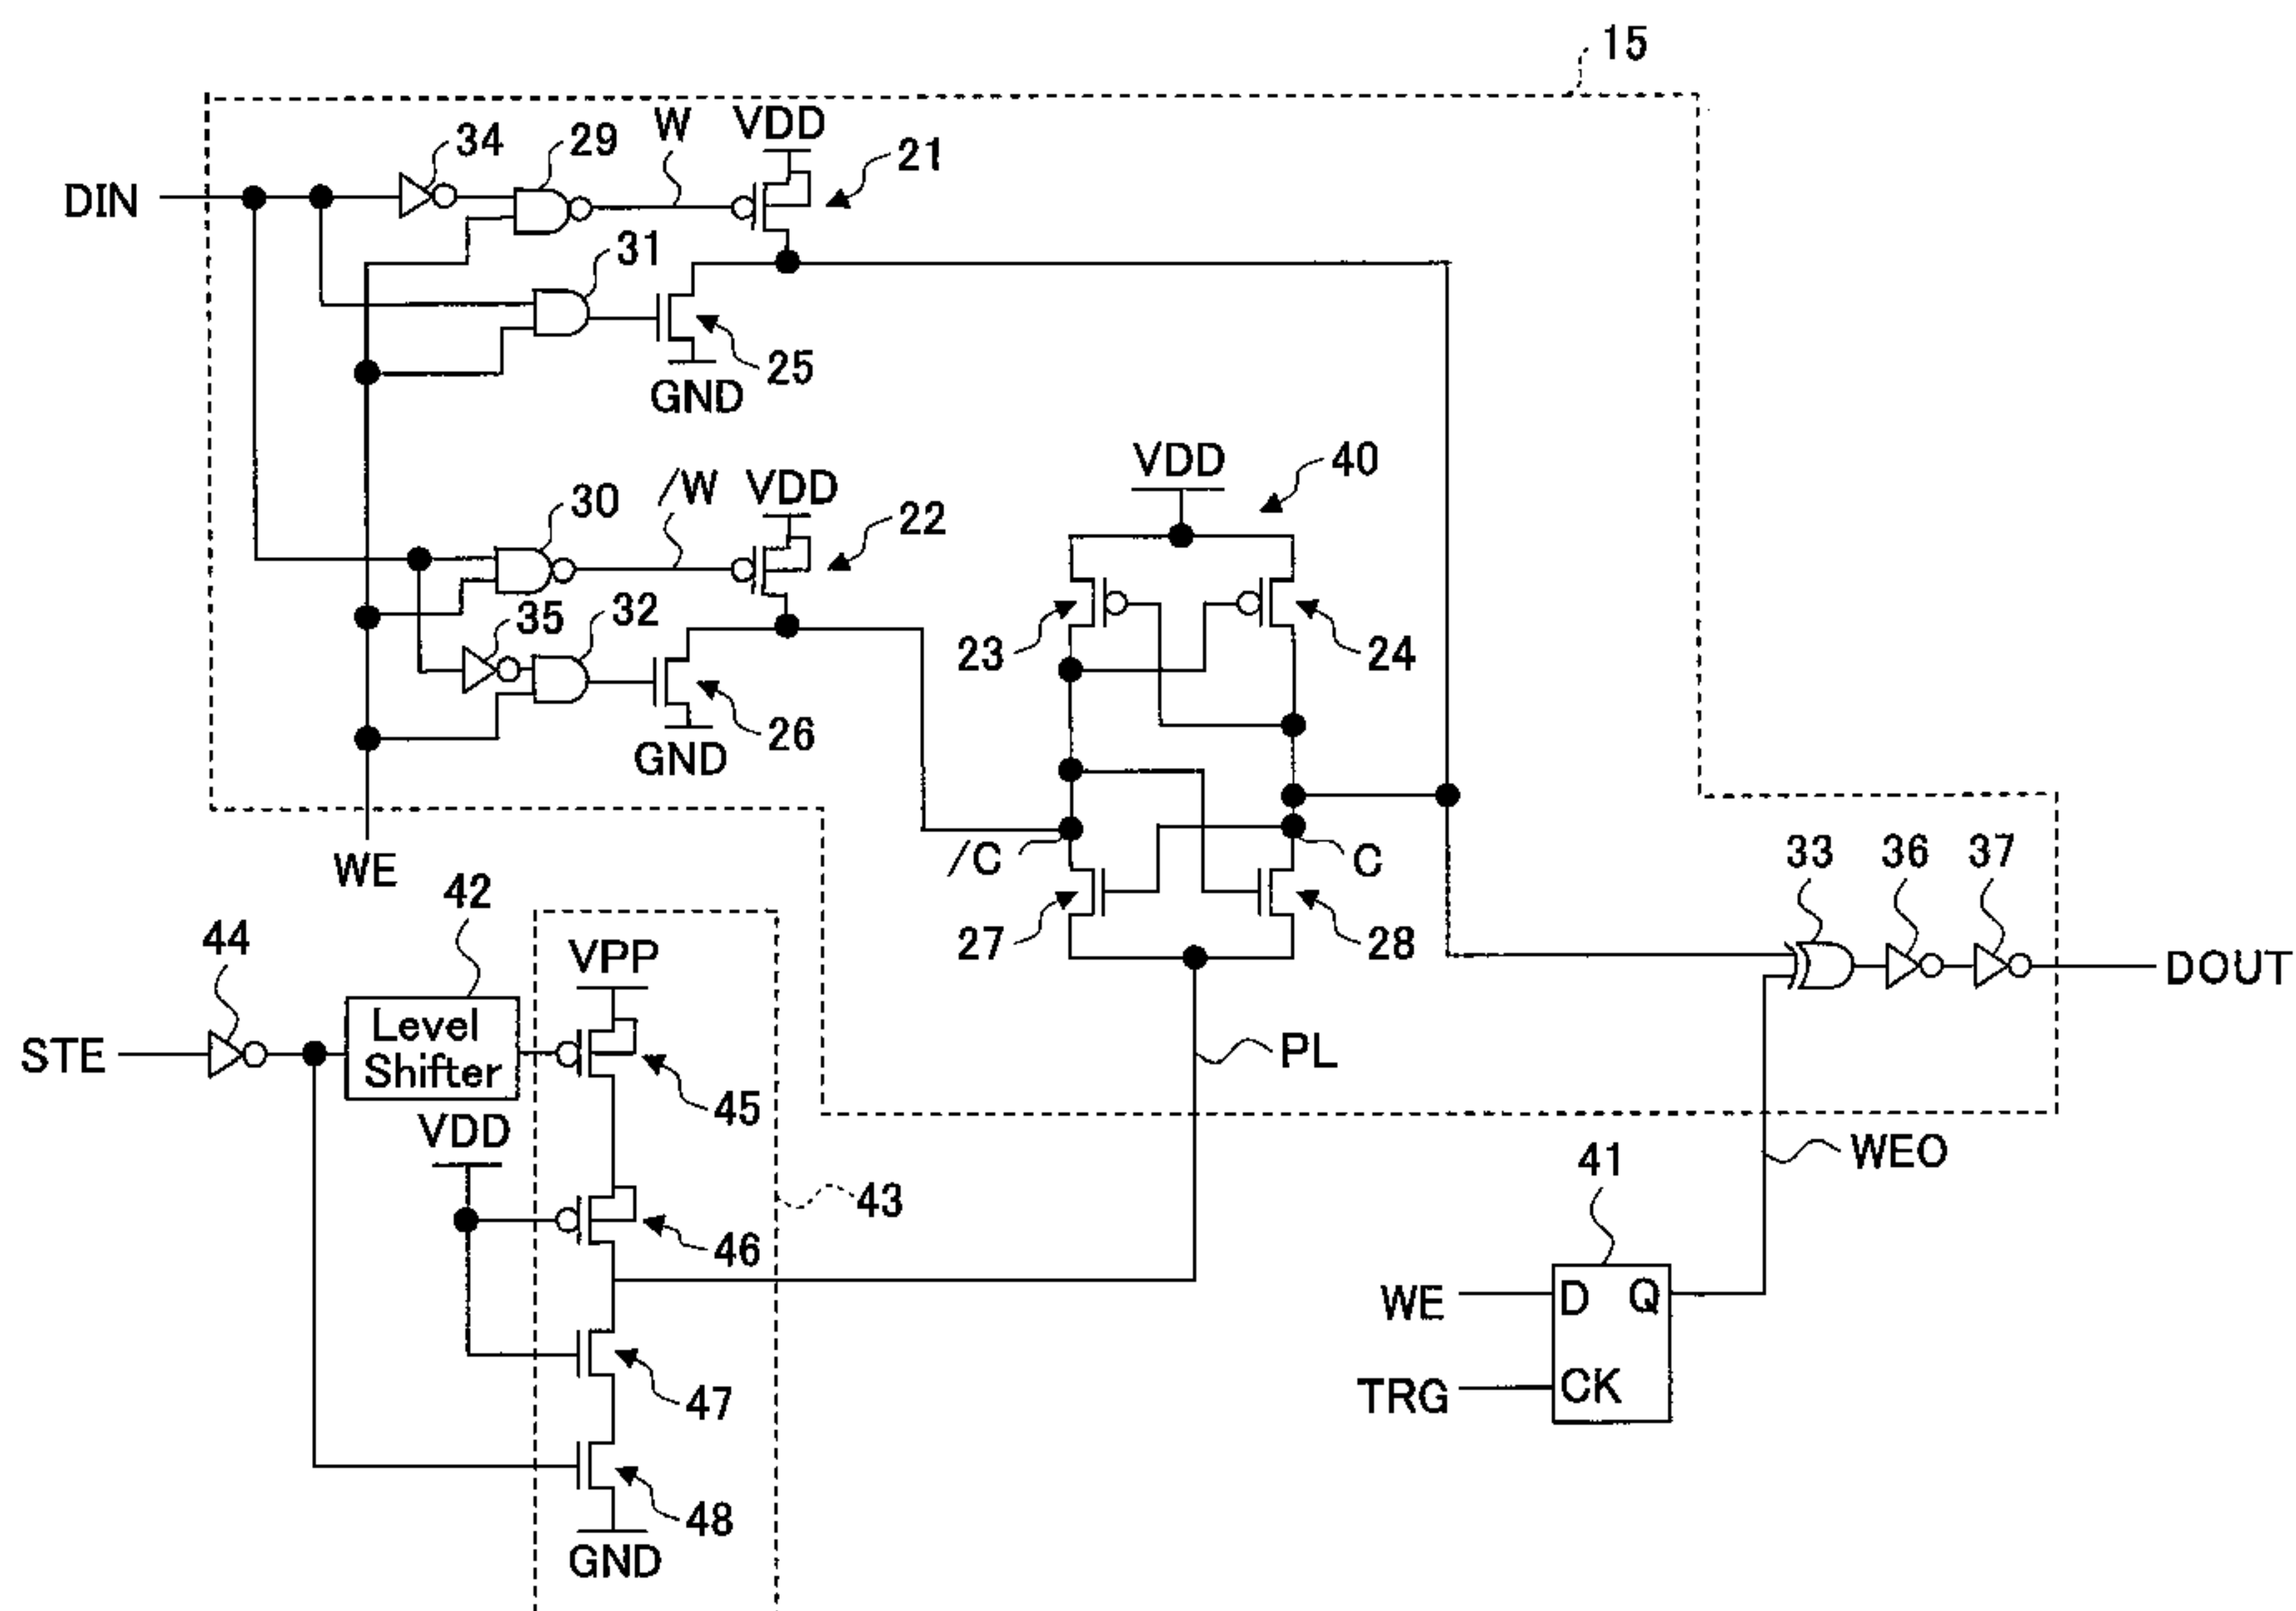 15
34
29
W
VDD
21
DIN
31
25
GND
VDD
40
30
/W
VDD
22
35
32
23
24
26
GND
/C
C
33
36
37
WE
42
27
28
44
VPP
DOUT
STE
Level
Shifter
PL
45
VDD
41
WEO
43
46
WE
D
Q
47
TRG
CK
48
GND